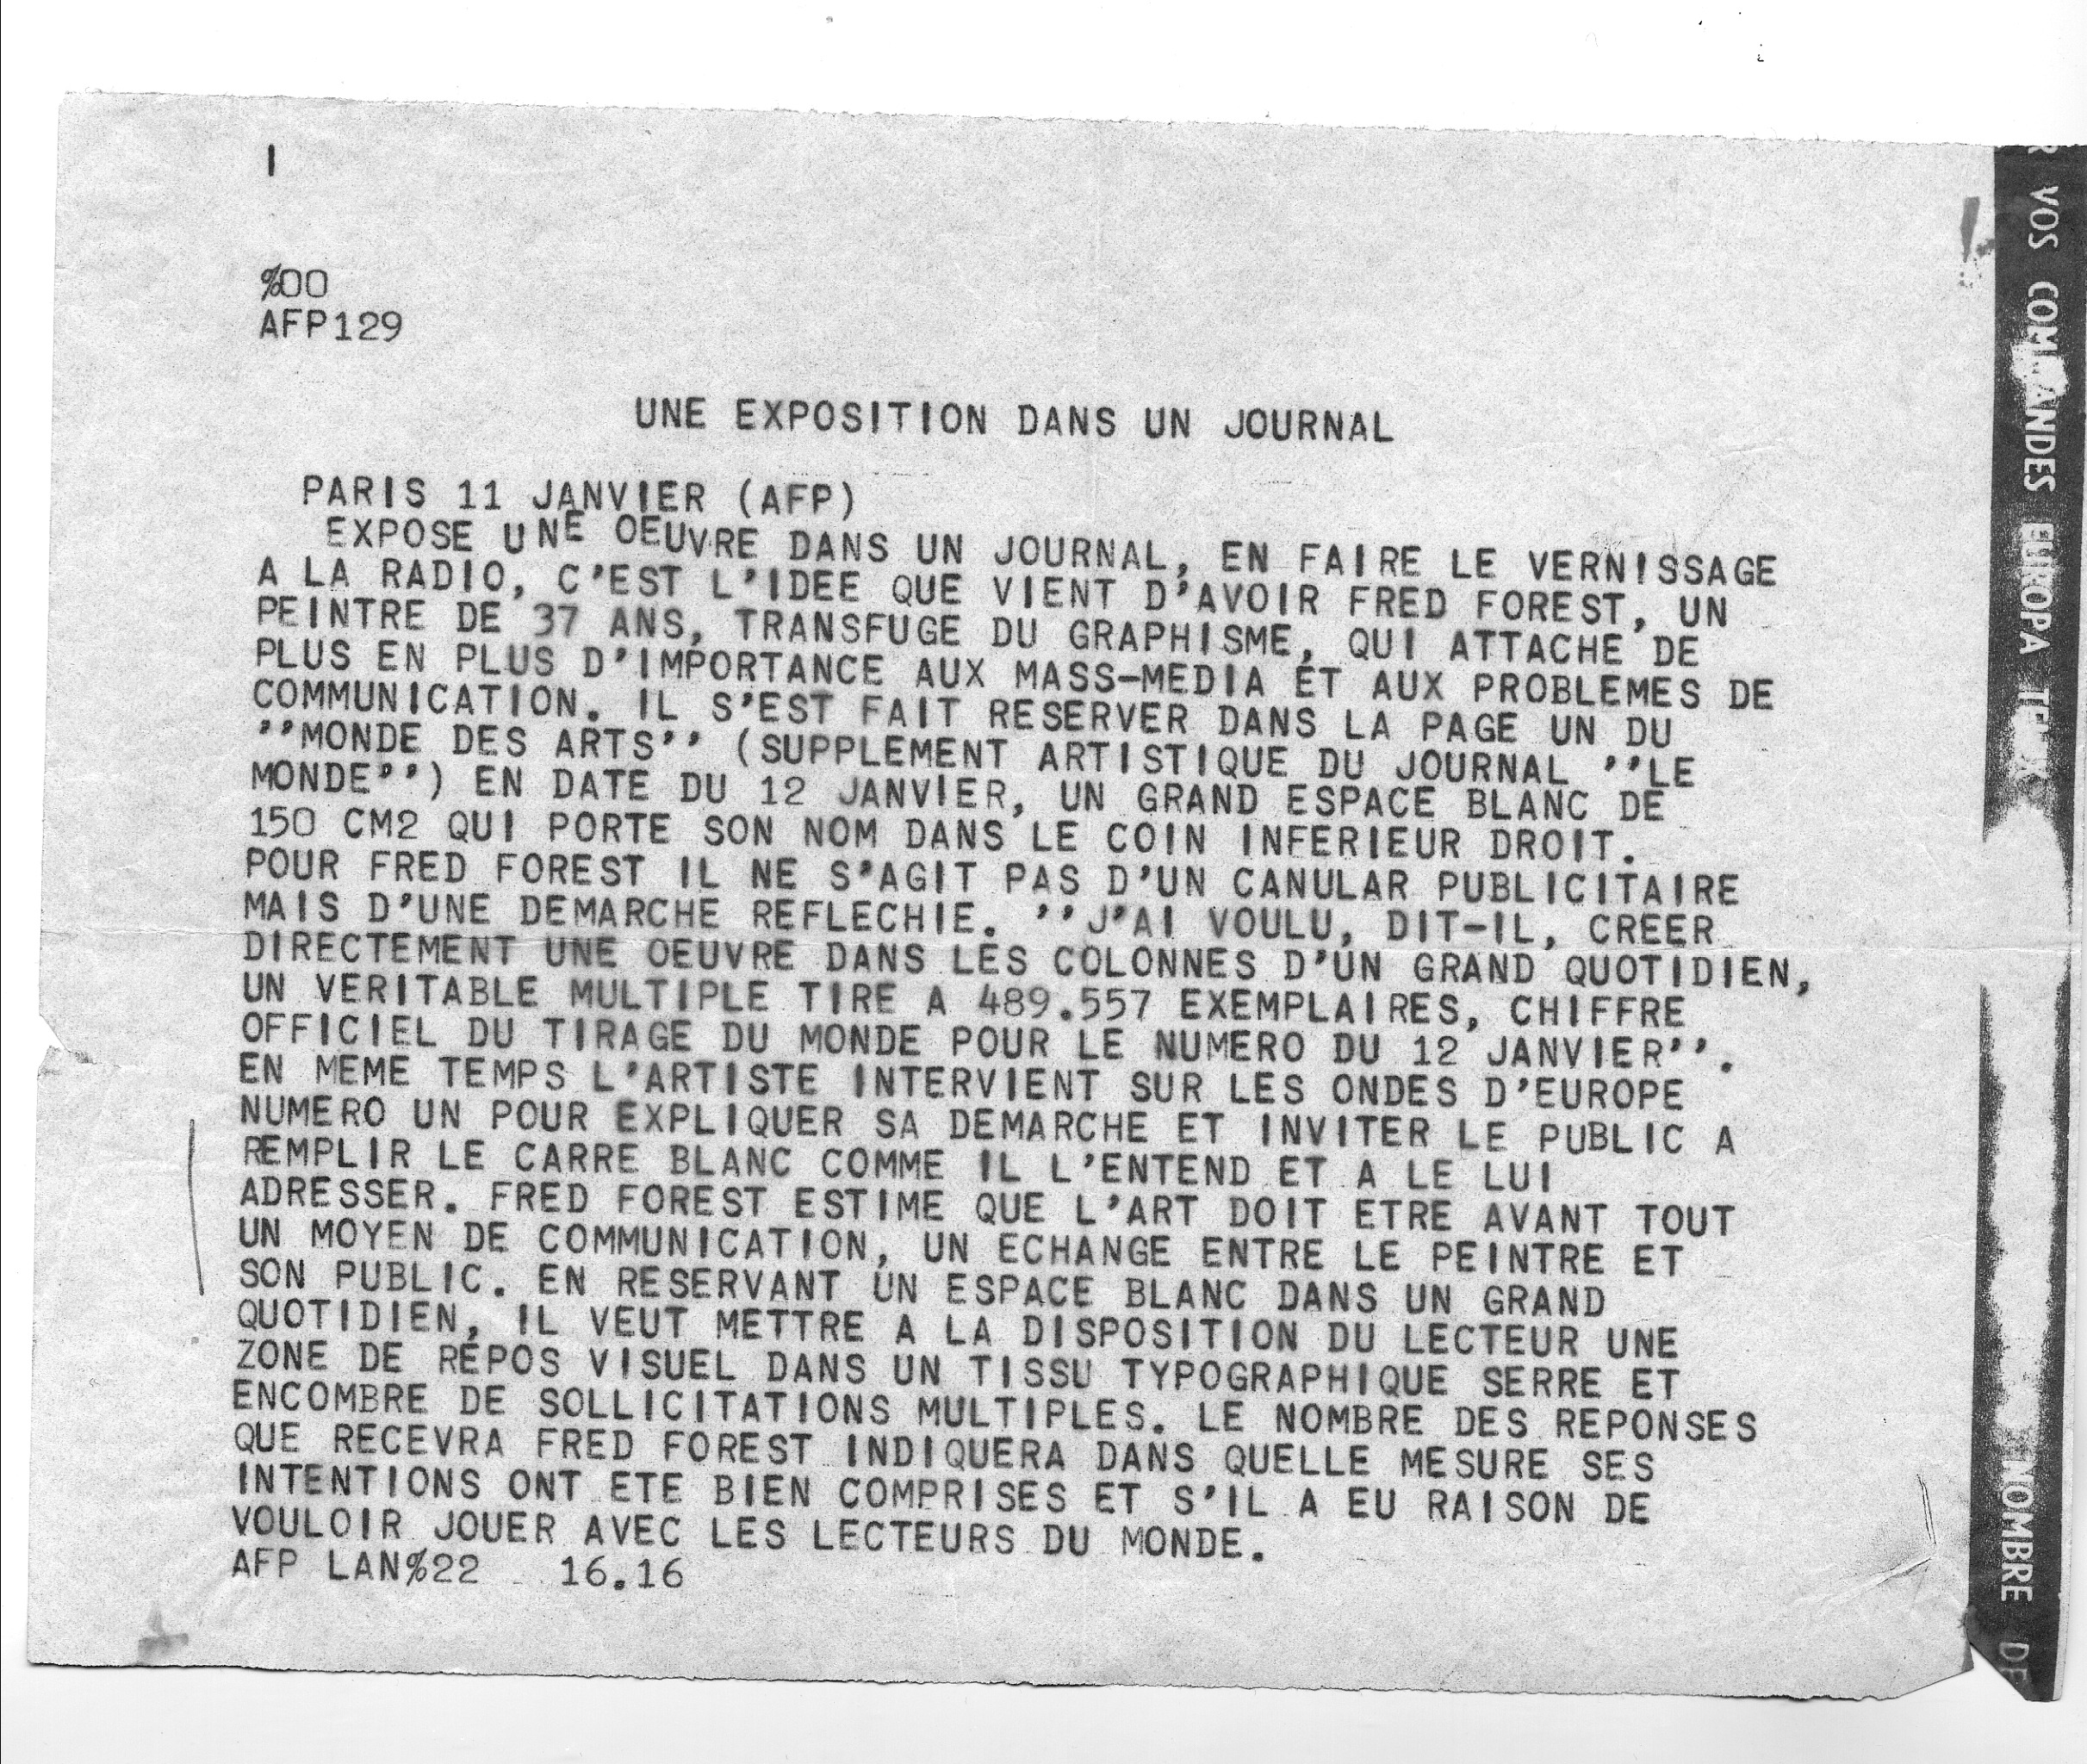 %00
AFP129
UNE EXPOSITION DANS UN JOURNAL
PARIS 11 JANVIER (AFP)
EXPOSE UNE OEUVRE DANS UN JOURNAL, EN FAIRE LE VERNISSAGE
A LA RADIO, C'EST L'IDEE QUE VIENT D'AVOIR FRED FOREST, UN
PEINTRE DE 37 ANS, TRANSFUGE DU GRAPHISME, QUI ATTACHE DE
PLUS EN PLUS D'IMPORTANCE AUX MASS-MEDIA ET AUX PROBLEMES DE
COMMUNICATION. IL S'EST FAIT RESERVER DANS LA PAGE UN DU
''MONDE DES ARTS'' (SUPPLEMENT ARTISTIQUE DU JOURNAL ''LE
MONDE'') EN DATE DU 12 JANVIER, UN GRAND ESPACE BLANC DE
150 CM2 QUI PORTE SON NOM DANS LE COIN INFERIEUR DROIT.
POUR FRED FOREST IL NE S'AGIT PAS D'UN CANULAR PUBLICITAIRE
MAIS D'UNE DEMARCHE REFLECHIE. ''J'AI VOULU, DIT-IL, CREER
DIRECTEMENT UNE OEUVRE DANS LES COLONNES D'UN GRAND QUOTIDIEN,
UN VERITABLE MULTIPLE TIRE A 489.557 EXEMPLAIRES, CHIFFRE
OFFICIEL DU TIRAGE DU MONDE POUR LE NUMERO DU 12 JANVIER''.
EN MEME TEMPS L'ARTISTE INTERVIENT SUR LES ONDES D'EUROPE
NUMERO UN POUR EXPLIQUER SA DEMARCHE ET INVITER LE PUBLIC A
REMPLIR LE CARRE BLANC COMME IL L'ENTEND ET A LE LUI
ADRESSER. FRED FOREST ESTIME QUE L'ART DOIT ETRE AVANT TOUT
UN MOYEN DE COMMUNICATION, UN ECHANGE ENTRE LE PEINTRE ET
SON PUBLIC. EN RESERVANT UN ESPACE BLANC DANS UN GRAND
QUOTIDIEN, IL VEUT METTRE A LA DISPOSITION DU LECTEUR UNE
ZONE DE REPOS VISUEL DANS UN TISSU TYPOGRAPHIQUE SERRE ET
ENCOMBRE DE SOLLICITATIONS MULTIPLES. LE NOMBRE DES REPONSES
QUE RECEVRA FRED FOREST INDIQUERA DANS QUELLE MESURE SES
INTENTIONS ONT ETE BIEN COMPRISES ET S'IL A EU RAISON DE
VOULOIR JOUER AVEC LES LECTEURS DU MONDE.
AFP LAN%22 16.16
VOS COMMANDES EUROPA
NOMBRE DE